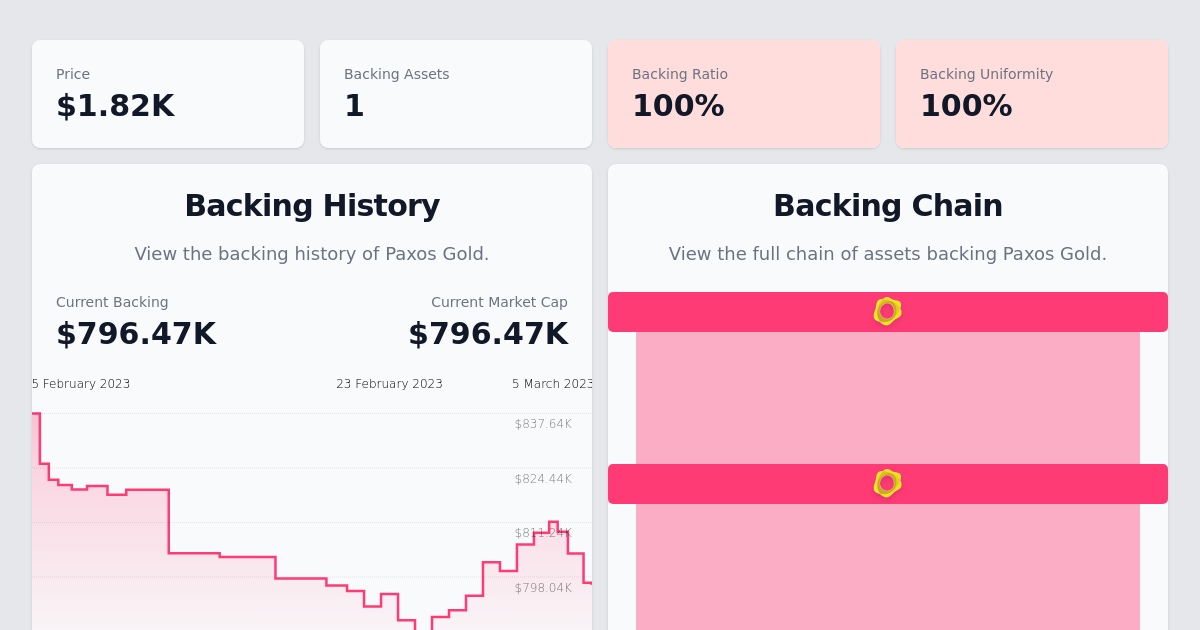 Price
$1.82K
Backing Assets
1
Backing Ratio
100%
Backing Uniformity
100%
Backing History
View the backing history of Paxos Gold.
Current Backing
$796.47K
Current Market Cap
$796.47K
5 February 2023
23 February 2023
5 March 2023
$837.64K
$824.44K
$811.24K
$798.04K
Backing Chain
View the full chain of assets backing Paxos Gold.